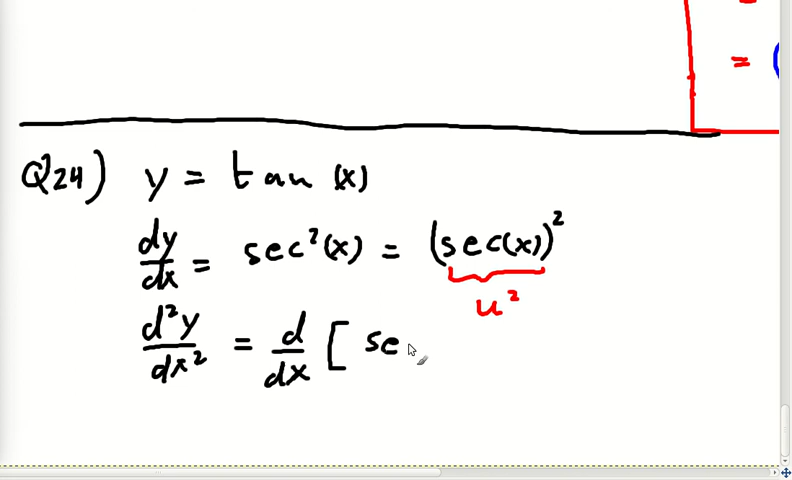 =
=
Q24) y = tan (x)
dy/dx = sec²(x) = (sec(x))²
u²
d²y/dx² = d/dx [ se